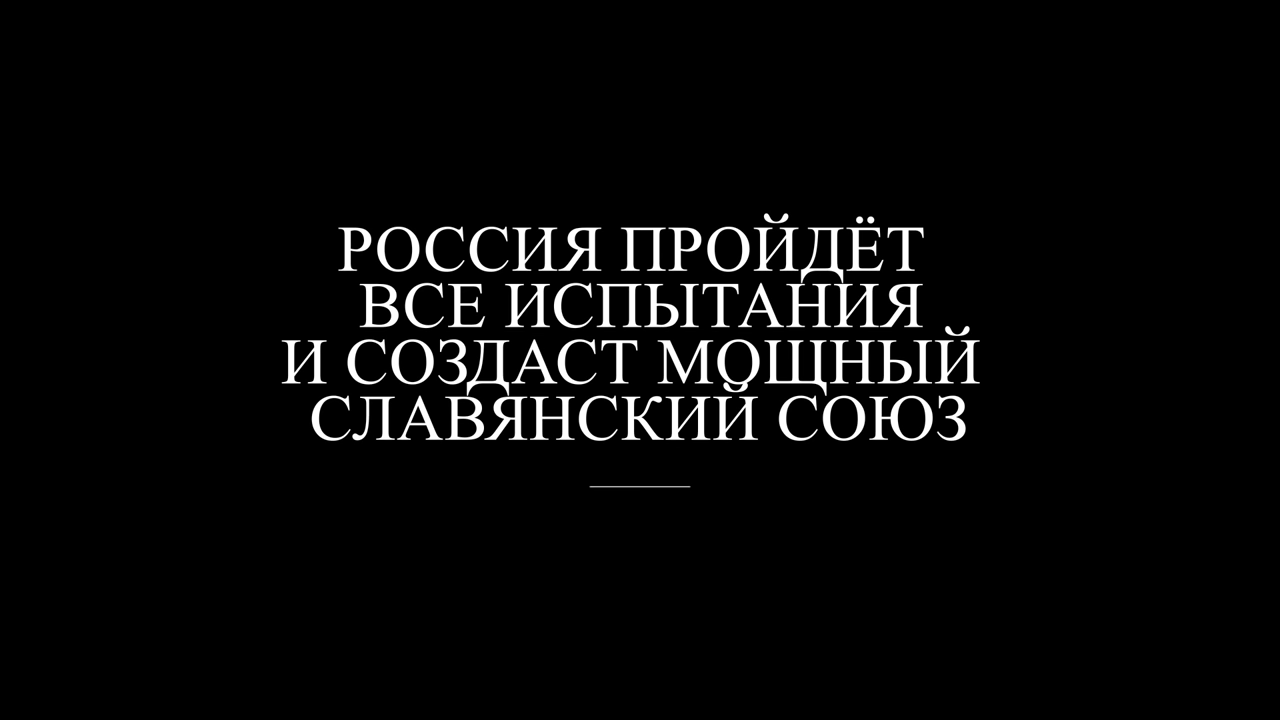 РОССИЯ ПРОЙДЁТ
ВСЕ ИСПЫТАНИЯ
И СОЗДАСТ МОЩНЫЙ
СЛАВЯНСКИЙ СОЮЗ